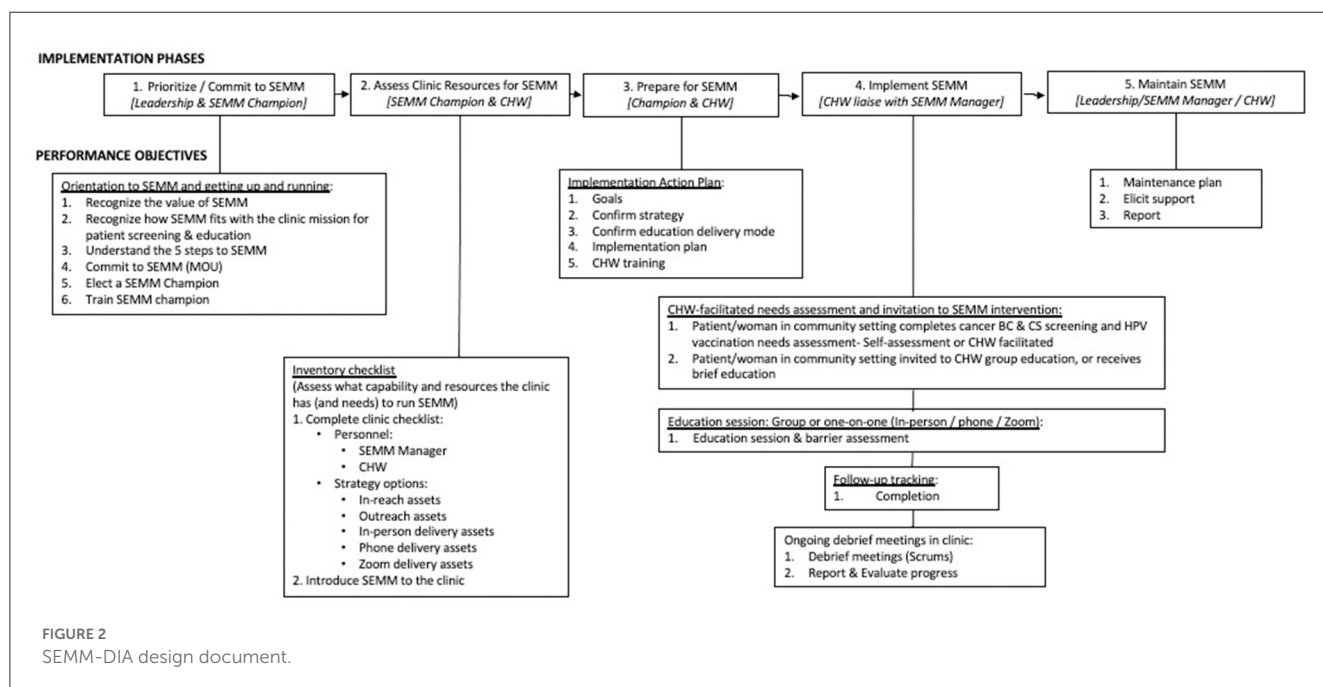 IMPLEMENTATION PHASES
1. Prioritize / Commit to SEMM
[Leadership & SEMM Champion]
2. Assess Clinic Resources for SEMM
[SEMM Champion & CHW]
3. Prepare for SEMM
[Champion & CHW]
4. Implement SEMM
[CHW liaise with SEMM Manager]
5. Maintain SEMM
[Leadership/SEMM Manager / CHW]
PERFORMANCE OBJECTIVES
Orientation to SEMM and getting up and running:
1. Recognize the value of SEMM
2. Recognize how SEMM fits with the clinic mission for
patient screening & education
3. Understand the 5 steps to SEMM
4. Commit to SEMM (MOU)
5. Elect a SEMM Champion
6. Train SEMM champion
Inventory checklist
(Assess what capability and resources the clinic
has (and needs) to run SEMM)
1. Complete clinic checklist:
• Personnel:
• SEMM Manager
• CHW
• Strategy options:
• In-reach assets
• Outreach assets
• In-person delivery assets
• Phone delivery assets
• Zoom delivery assets
2. Introduce SEMM to the clinic
Implementation Action Plan:
1. Goals
2. Confirm strategy
3. Confirm education delivery mode
4. Implementation plan
5. CHW training
CHW-facilitated needs assessment and invitation to SEMM intervention:
1. Patient/woman in community setting completes cancer BC & CS screening and HPV
vaccination needs assessment- Self-assessment or CHW facilitated
2. Patient/woman in community setting invited to CHW group education, or receives
brief education
Education session: Group or one-on-one (In-person / phone / Zoom):
1. Education session & barrier assessment
Follow-up tracking:
1. Completion
Ongoing debrief meetings in clinic:
1. Debrief meetings (Scrums)
2. Report & Evaluate progress
1. Maintenance plan
2. Elicit support
3. Report
FIGURE 2
SEMM-DIA design document.